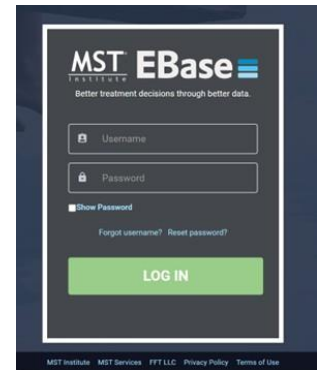 MST EBase
Institute
Better treatment decisions through better data.
Username
Password
Show Password
Forgot username? Reset password?
LOG IN
MST Institute MST Services FFT LLC Privacy Policy Terms of Use